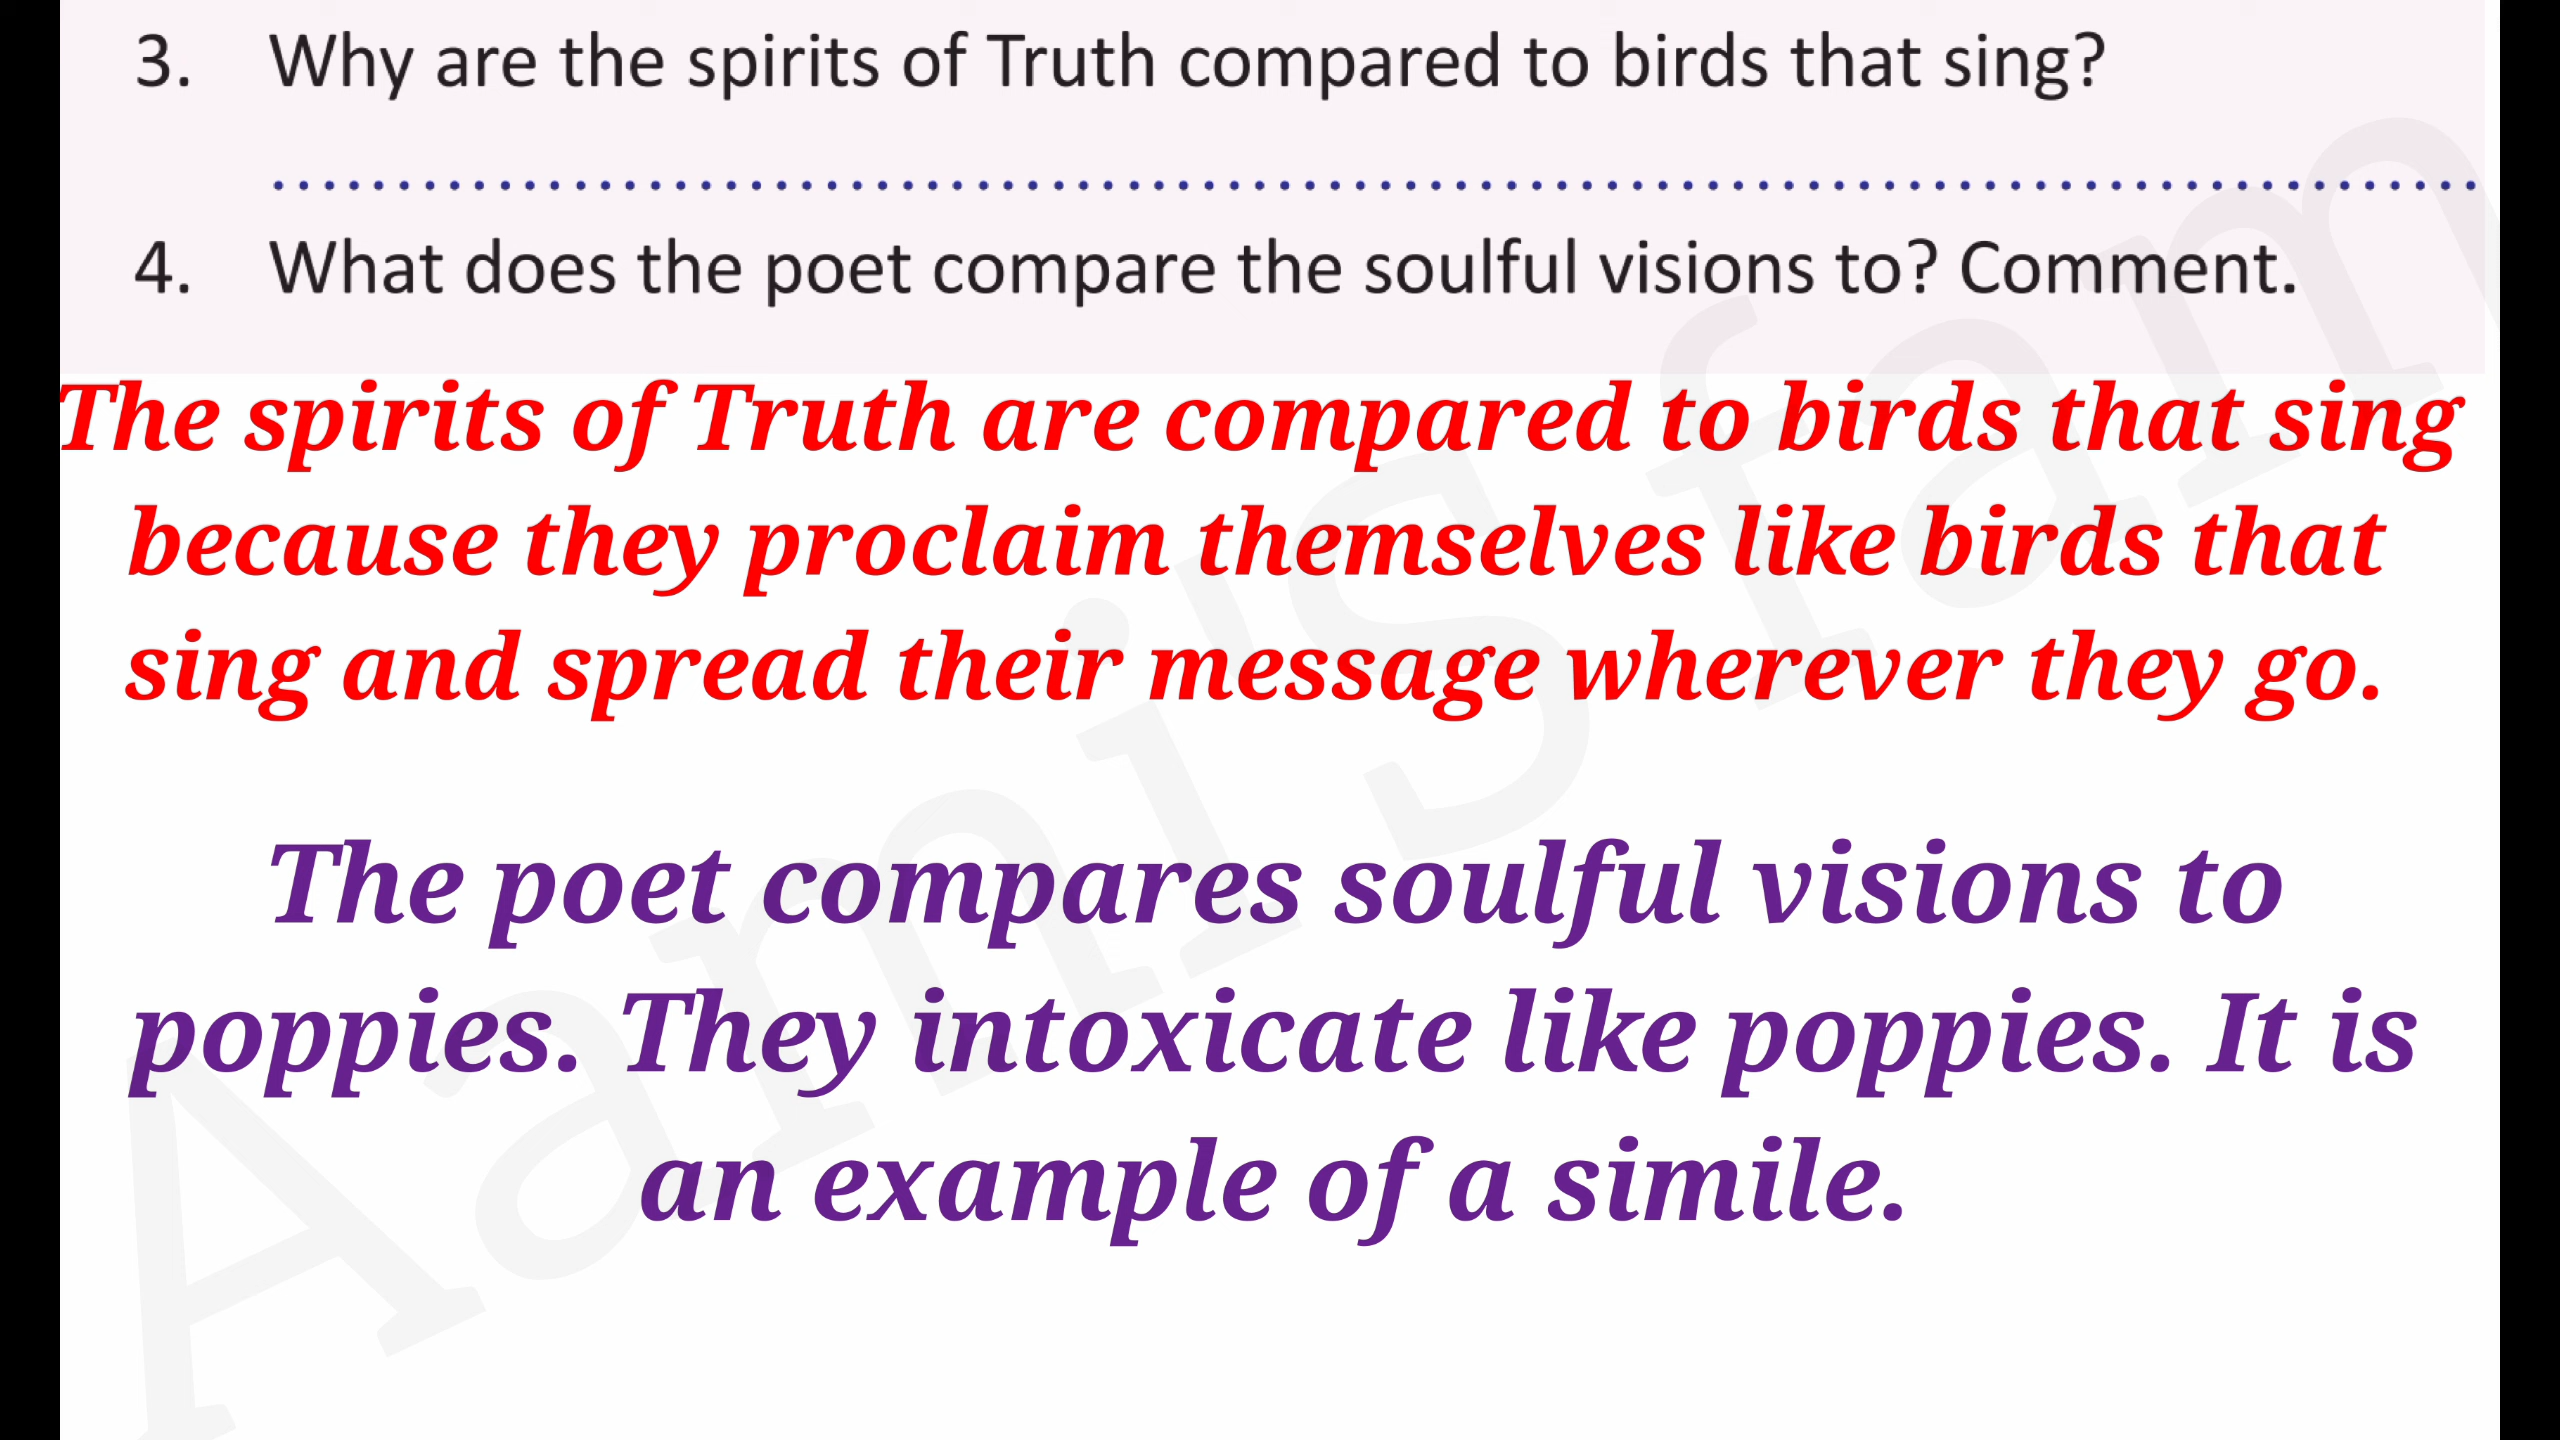 3. Why are the spirits of Truth compared to birds that sing?
4. What does the poet compare the soulful visions to? Comment.
The spirits of Truth are compared to birds that sing
because they proclaim themselves like birds that
sing and spread their message wherever they go.
The poet compares soulful visions to
poppies. They intoxicate like poppies. It is
an example of a simile.
Aami'S fam